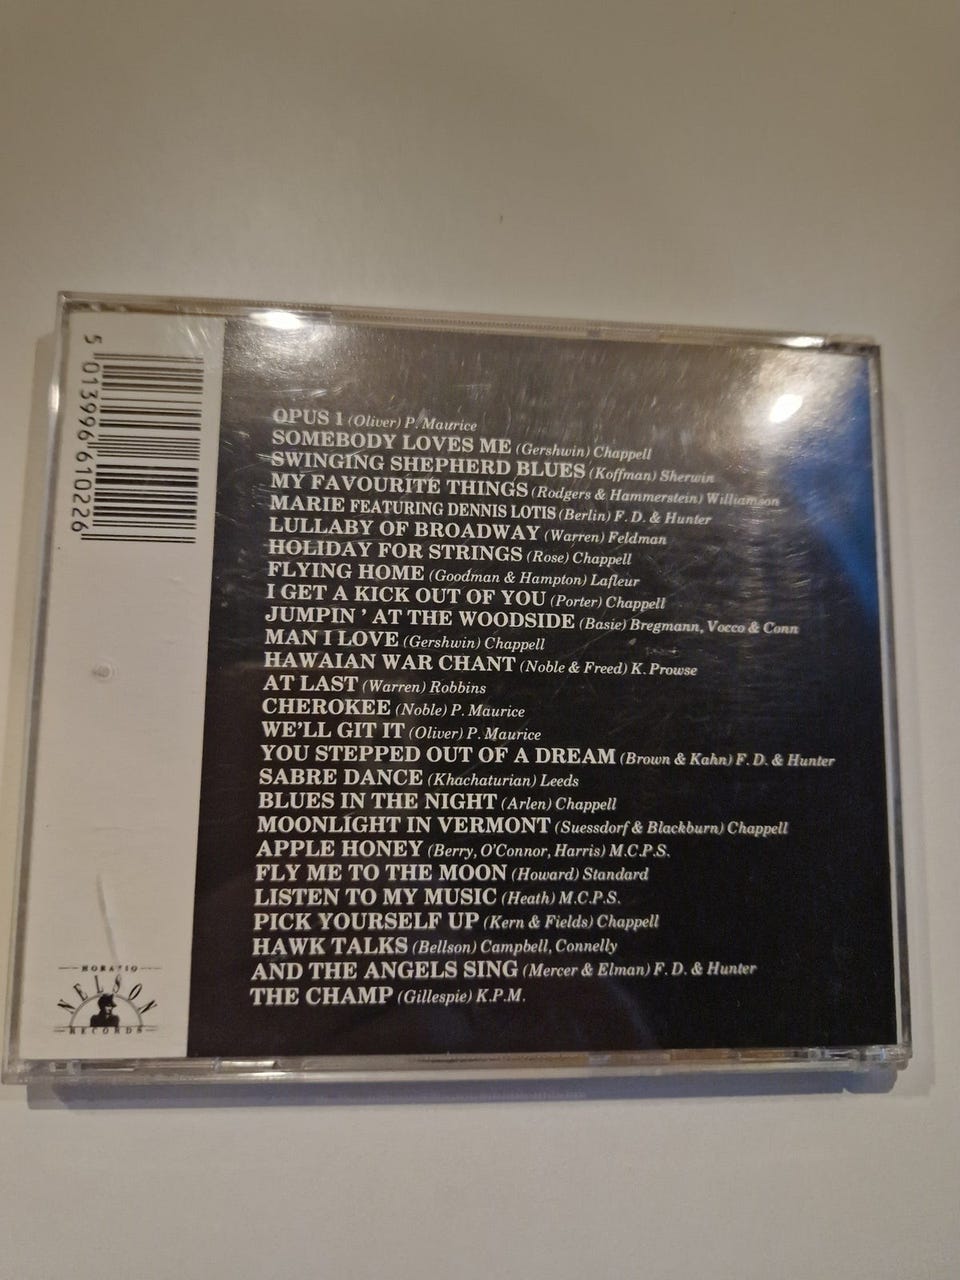 5 013996 610226
OPUS 1 (Oliver) P. Maurice
SOMEBODY LOVES ME (Gershwin) Chappell
SWINGING SHEPHERD BLUES (Koffman) Sherwin
MY FAVOURITE THINGS (Rodgers & Hammerstein) Williamson
MARIE FEATURING DENNIS LOTIS (Berlin) F. D. & Hunter
LULLABY OF BROADWAY (Warren) Feldman
HOLIDAY FOR STRINGS (Rose) Chappell
FLYING HOME (Goodman & Hampton) Lafleur
I GET A KICK OUT OF YOU (Porter) Chappell
JUMPIN ' AT THE WOODSIDE (Basie) Bregmann, Vocco & Conn
MAN I LOVE (Gershwin) Chappell
HAWAIAN WAR CHANT (Noble & Freed) K. Prowse
AT LAST (Warren) Robbins
CHEROKEE (Noble) P. Maurice
WE'LL GIT IT (Oliver) P. Maurice
YOU STEPPED OUT OF A DREAM (Brown & Kahn) F. D. & Hunter
SABRE DANCE (Khachaturian) Leeds
BLUES IN THE NIGHT (Arlen) Chappell
MOONLIGHT IN VERMONT (Suessdorf & Blackburn) Chappell
APPLE HONEY (Berry, O'Connor, Harris) M.C.P.S.
FLY ME TO THE MOON (Howard) Standard
LISTEN TO MY MUSIC (Heath) M.C.P.S.
PICK YOURSELF UP (Kern & Fields) Chappell
HAWK TALKS (Bellson) Campbell, Connelly
AND THE ANGELS SING (Mercer & Elman) F. D. & Hunter
THE CHAMP (Gillespie) K.P.M.
HORATIO
NELSON
RECORDS